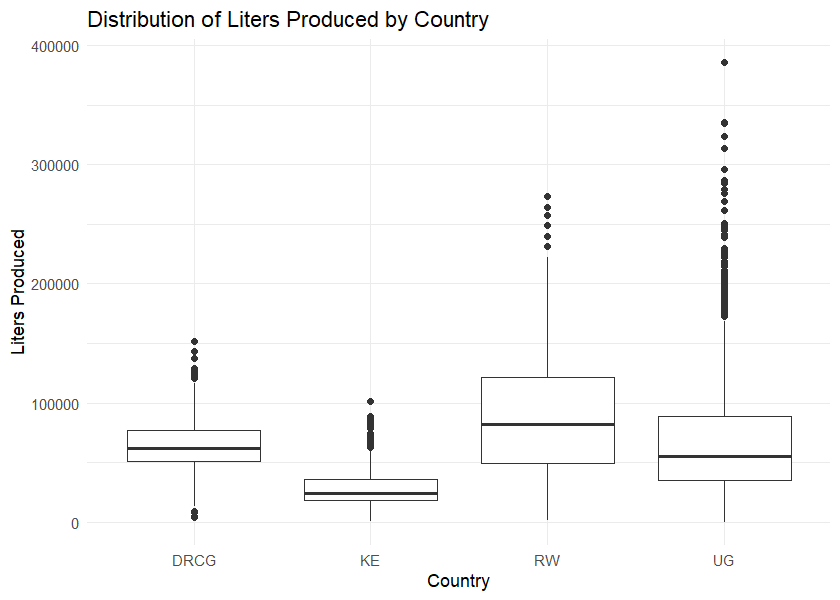 Distribution of Liters Produced by Country
Liters Produced
400000
300000
200000
100000
0
DRCG KE RW UG
Country